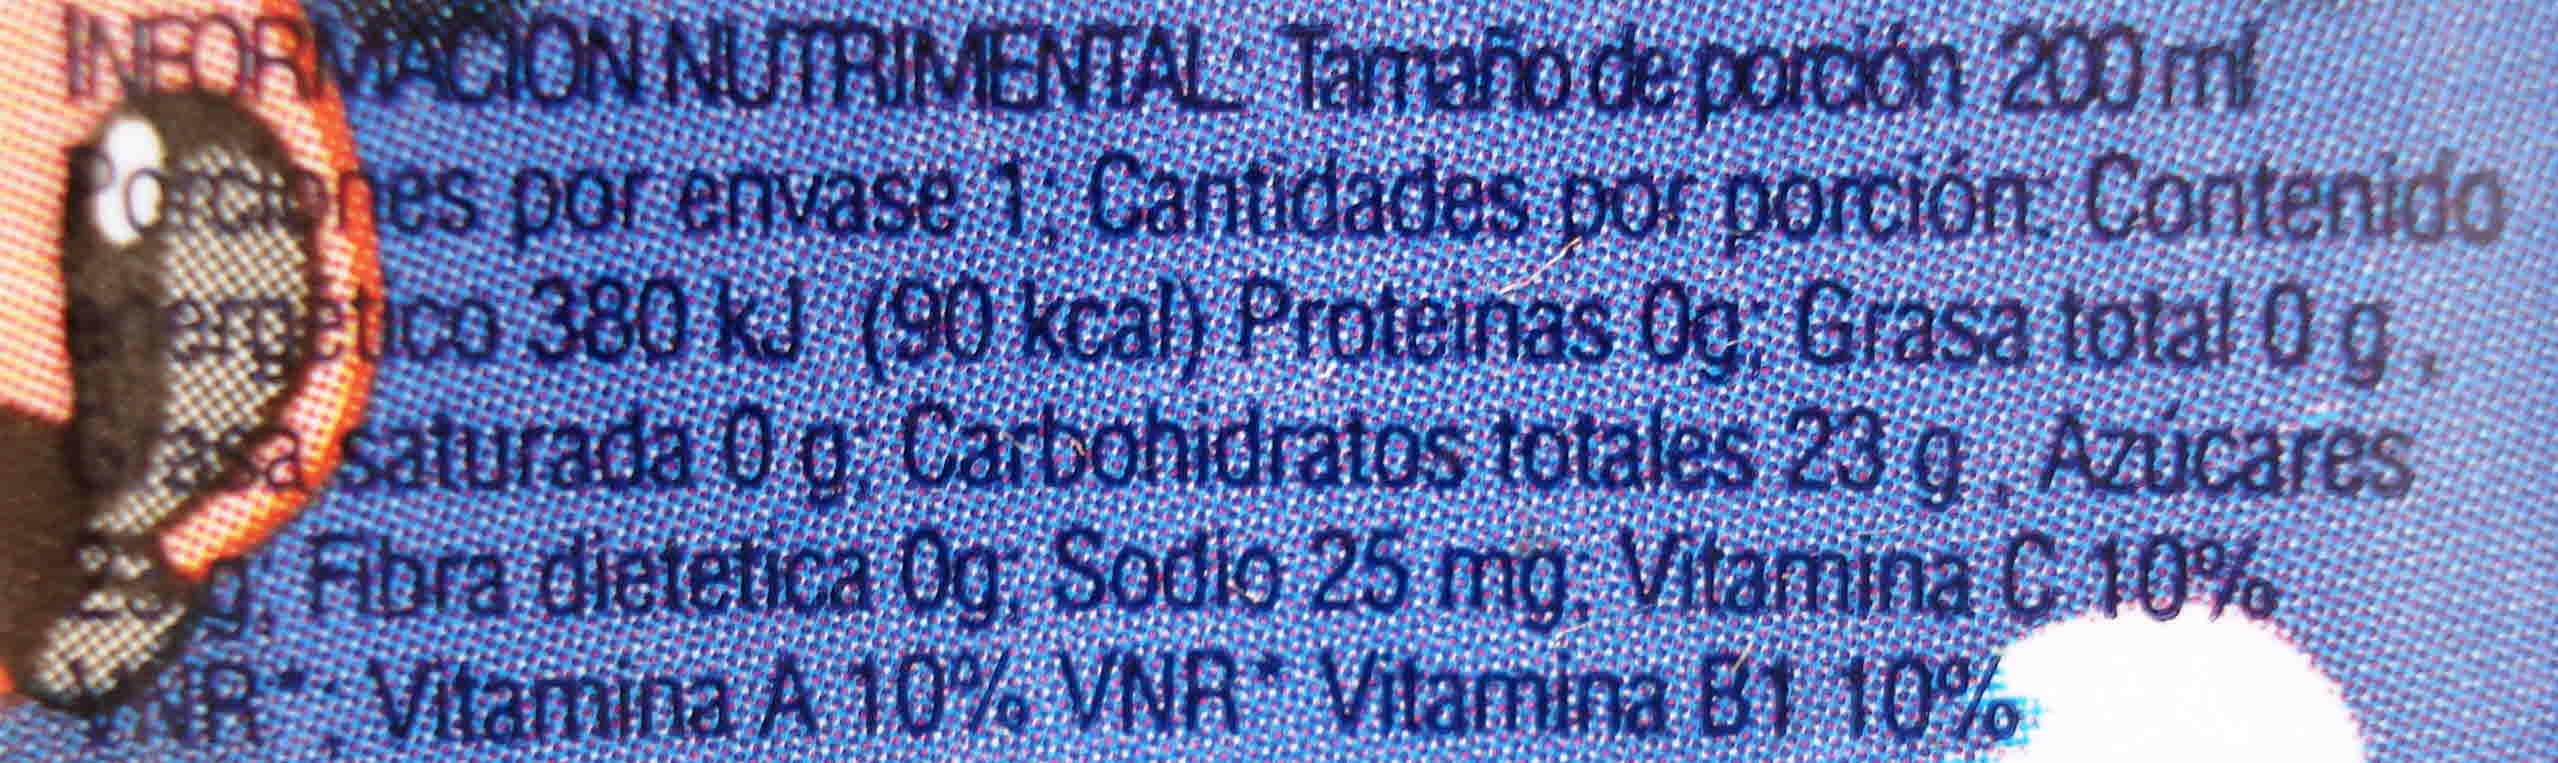 INFORMACION NUTRIMENTAL: Tamaño de porción 200 ml
Porciones por envase 1; Cantidades por porción: Contenido
energetico 380 kJ (90 kcal) Proteinas 0g; Grasa total 0 g ,
Grasa saturada 0 g; Carbohidratos totales 23 g , Azúcares
g; Fibra dietetica 0g; Sodio 25 mg; Vitamina C 10%
VNR*; Vitamina A 10% VNR* Vitamina B1 10%